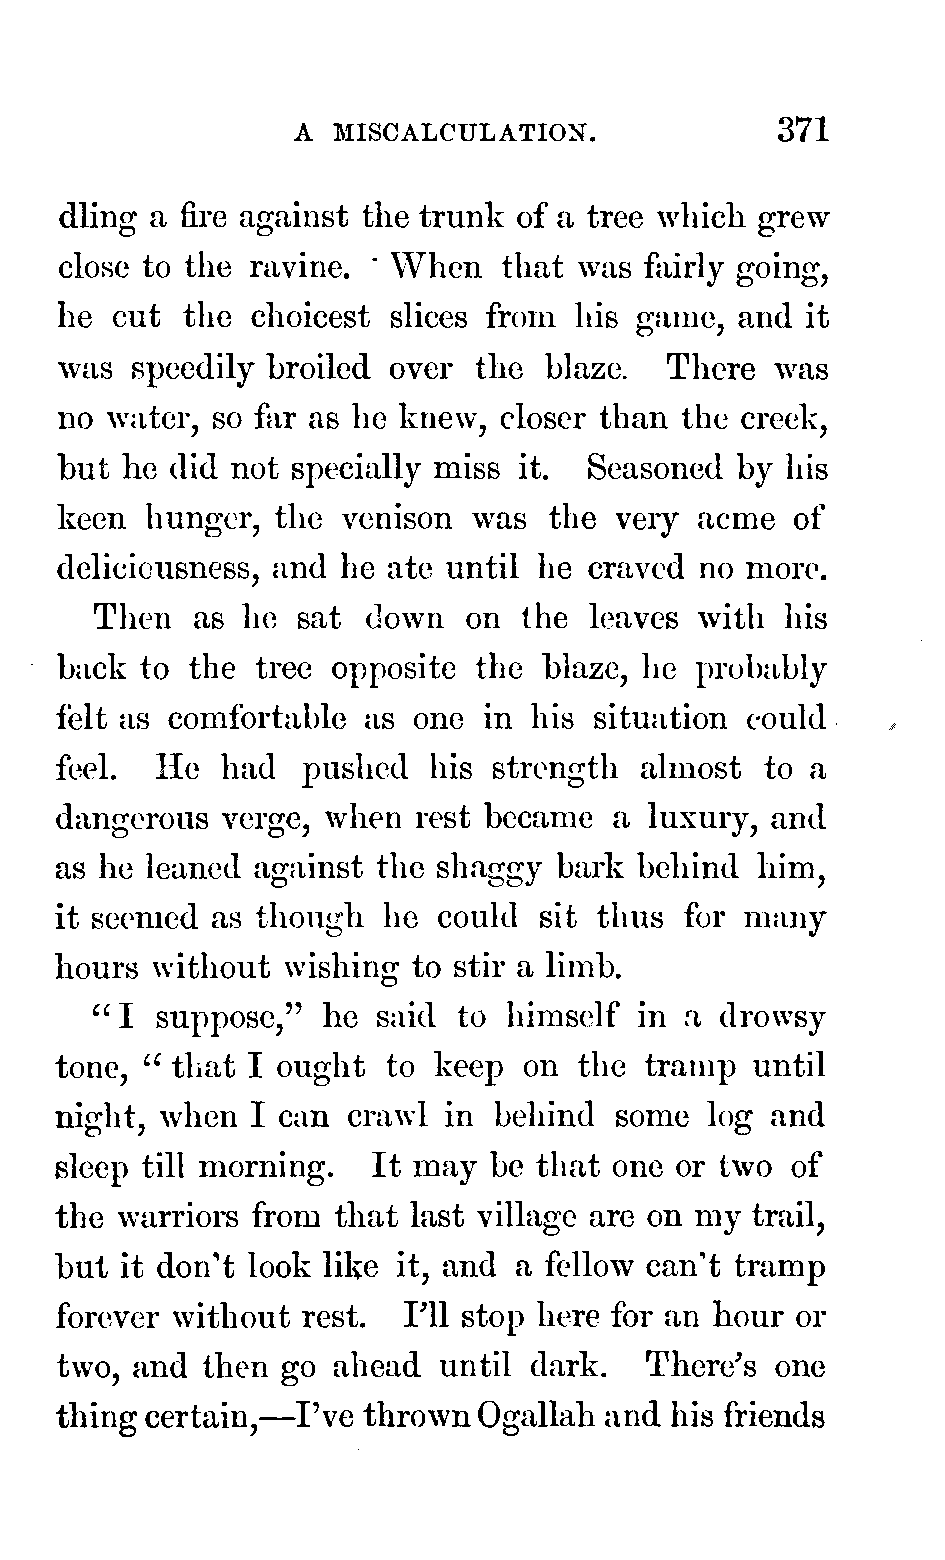 A MISCALCULATION. 371
dling a fire against the trunk of a tree which grew
close to the ravine. When that was fairly going,
he cut the choicest slices from his game, and it
was speedily broiled over the blaze. There was
no water, so far as he knew, closer than the creek,
but he did not specially miss it. Seasoned by his
keen hunger, the venison was the very acme of
deliciousness, and he ate until he craved no more.
Then as he sat down on the leaves with his
back to the tree opposite the blaze, he probably
felt as comfortable as one in his situation could
feel. He had pushed his strength almost to a
dangerous verge, when rest became a luxury, and
as he leaned against the shaggy bark behind him,
it seemed as though he could sit thus for many
hours without wishing to stir a limb.
"I suppose," he said to himself in a drowsy
tone, "that I ought to keep on the tramp until
night, when I can crawl in behind some log and
sleep till morning. It may be that one or two of
the warriors from that last village are on my trail,
but it don't look like it, and a fellow can't tramp
forever without rest. I'll stop here for an hour or
two, and then go ahead until dark. There's one
thing certain,—I've thrown Ogallah and his friends